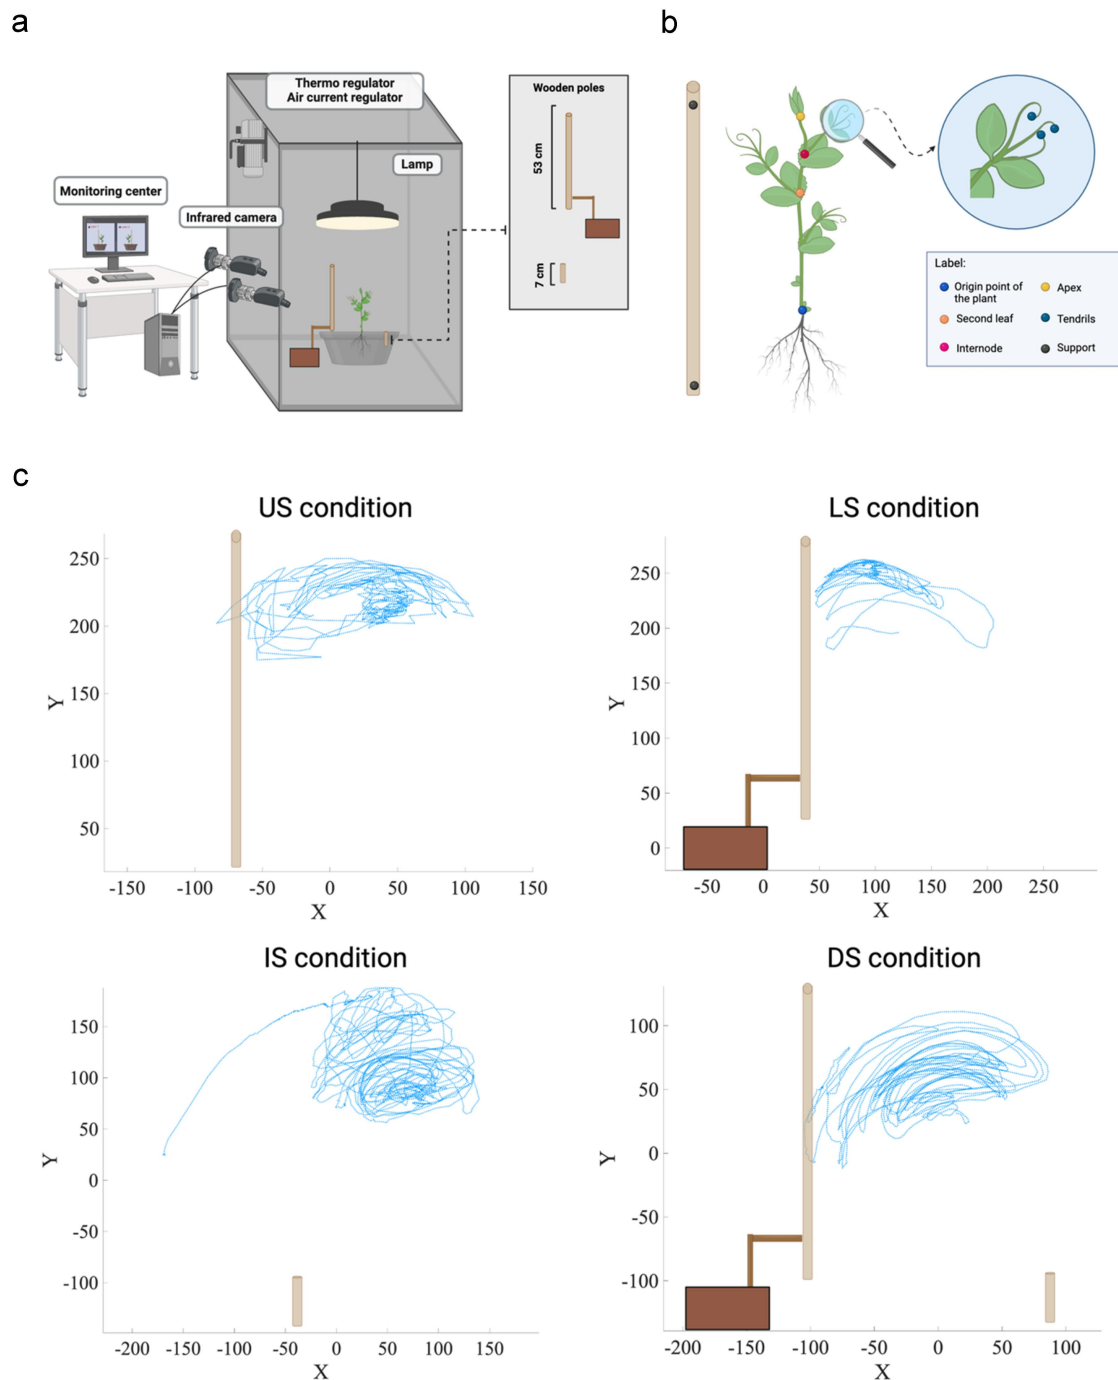 a
Thermo regulator
Air current regulator
Lamp
Monitoring center
Infrared camera
Wooden poles
53 cm
7 cm
b
Label:
Origin point of
the plant
Apex
Second leaf
Tendrils
Internode
Support
c
US condition
250
200
150
100
50
Y
-150 -100 -50 0 50 100 150
X
LS condition
250
200
150
100
50
0
Y
-50 0 50 100 150 200 250
X
IS condition
150
100
50
0
-50
-100
Y
-200 -150 -100 -50 0 50 100 150
X
DS condition
100
50
0
-50
-100
Y
-200 -150 -100 -50 0 50 100
X